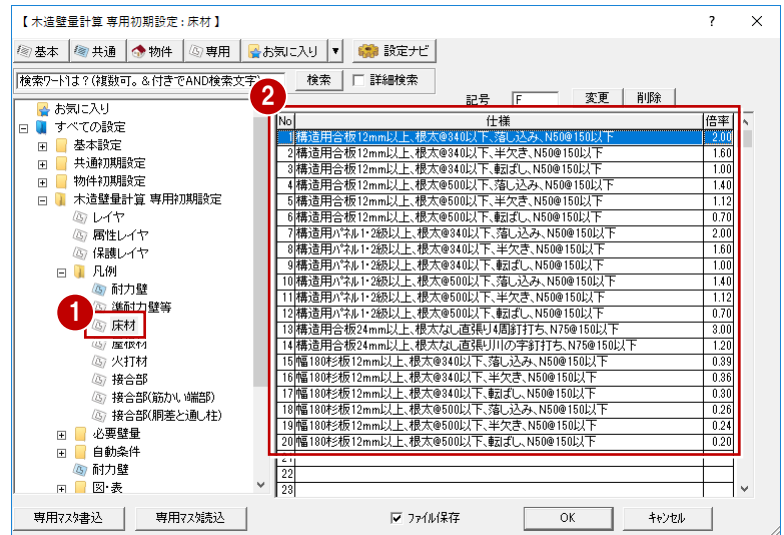 【 木造壁量計算 専用初期設定 : 床材 】 ? ×
基本 共通 物件 専用 お気に入り ▼ 設定ナビ
検索ワードは？(複数可。＆付きでAND検索文字) 検索 詳細検索
記号 F 変更 削除
お気に入り
すべての設定
基本設定
共通初期設定
物件初期設定
木造壁量計算 専用初期設定
レイヤ
属性レイヤ
保護レイヤ
凡例
耐力壁
準耐力壁等
床材
屋根材
火打材
接合部
接合部(筋かい端部)
接合部(胴差と通し柱)
必要壁量
自動条件
耐力壁
図・表
1
2
No 仕様 倍率
1 構造用合板12mm以上、根太@340以下、落し込み、N50@150以下 2.00
2 構造用合板12mm以上、根太@340以下、半欠き、N50@150以下 1.60
3 構造用合板12mm以上、根太@340以下、転ばし、N50@150以下 1.00
4 構造用合板12mm以上、根太@500以下、落し込み、N50@150以下 1.40
5 構造用合板12mm以上、根太@500以下、半欠き、N50@150以下 1.12
6 構造用合板12mm以上、根太@500以下、転ばし、N50@150以下 0.70
7 構造用パネル1・2級以上、根太@340以下、落し込み、N50@150以下 2.00
8 構造用パネル1・2級以上、根太@340以下、半欠き、N50@150以下 1.60
9 構造用パネル1・2級以上、根太@340以下、転ばし、N50@150以下 1.00
10 構造用パネル1・2級以上、根太@500以下、落し込み、N50@150以下 1.40
11 構造用パネル1・2級以上、根太@500以下、半欠き、N50@150以下 1.12
12 構造用パネル1・2級以上、根太@500以下、転ばし、N50@150以下 0.70
13 構造用合板24mm以上、根太なし直張り4周釘打ち、N75@150以下 3.00
14 構造用合板24mm以上、根太なし直張り川の字釘打ち、N75@150以下 1.20
15 幅180杉板12mm以上、根太@340以下、落し込み、N50@150以下 0.39
16 幅180杉板12mm以上、根太@340以下、半欠き、N50@150以下 0.36
17 幅180杉板12mm以上、根太@340以下、転ばし、N50@150以下 0.30
18 幅180杉板12mm以上、根太@500以下、落し込み、N50@150以下 0.26
19 幅180杉板12mm以上、根太@500以下、半欠き、N50@150以下 0.24
20 幅180杉板12mm以上、根太@500以下、転ばし、N50@150以下 0.20
21
22
23
専用マスタ書込 専用マスタ読込 ファイル保存 OK キャンセル